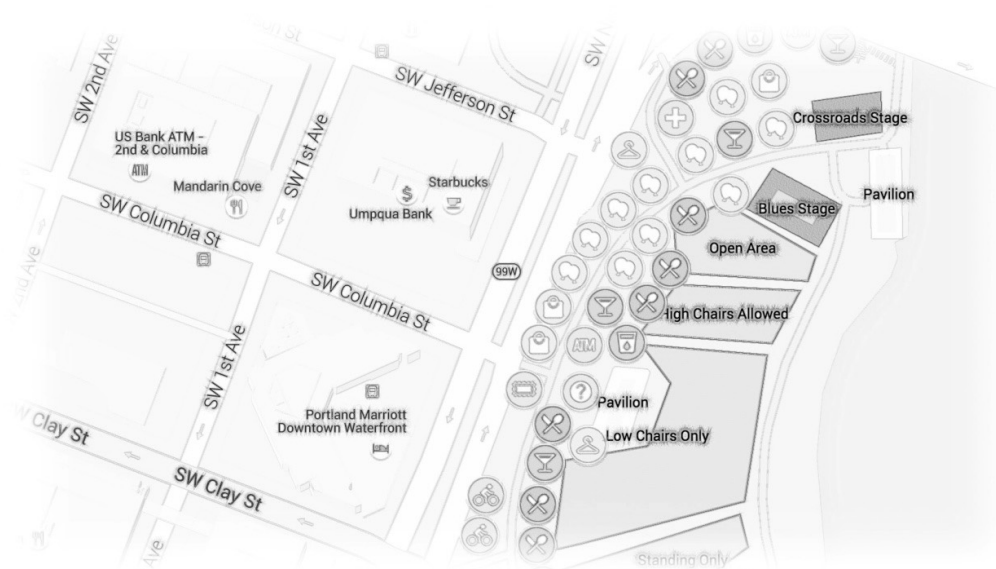 SW 2nd Ave
SW Jefferson St
US Bank ATM -
2nd & Columbia
ATM
Mandarin Cove
SW 1st Ave
Starbucks
$
Umpqua Bank
SW Columbia St
Crossroads Stage
Pavilion
Blues Stage
Open Area
99W
SW Columbia St
High Chairs Allowed
ATM
?
SW 1st Ave
Portland Marriott
Downtown Waterfront
Pavilion
Low Chairs Only
Clay St
SW Clay St
Ave
Standing Only